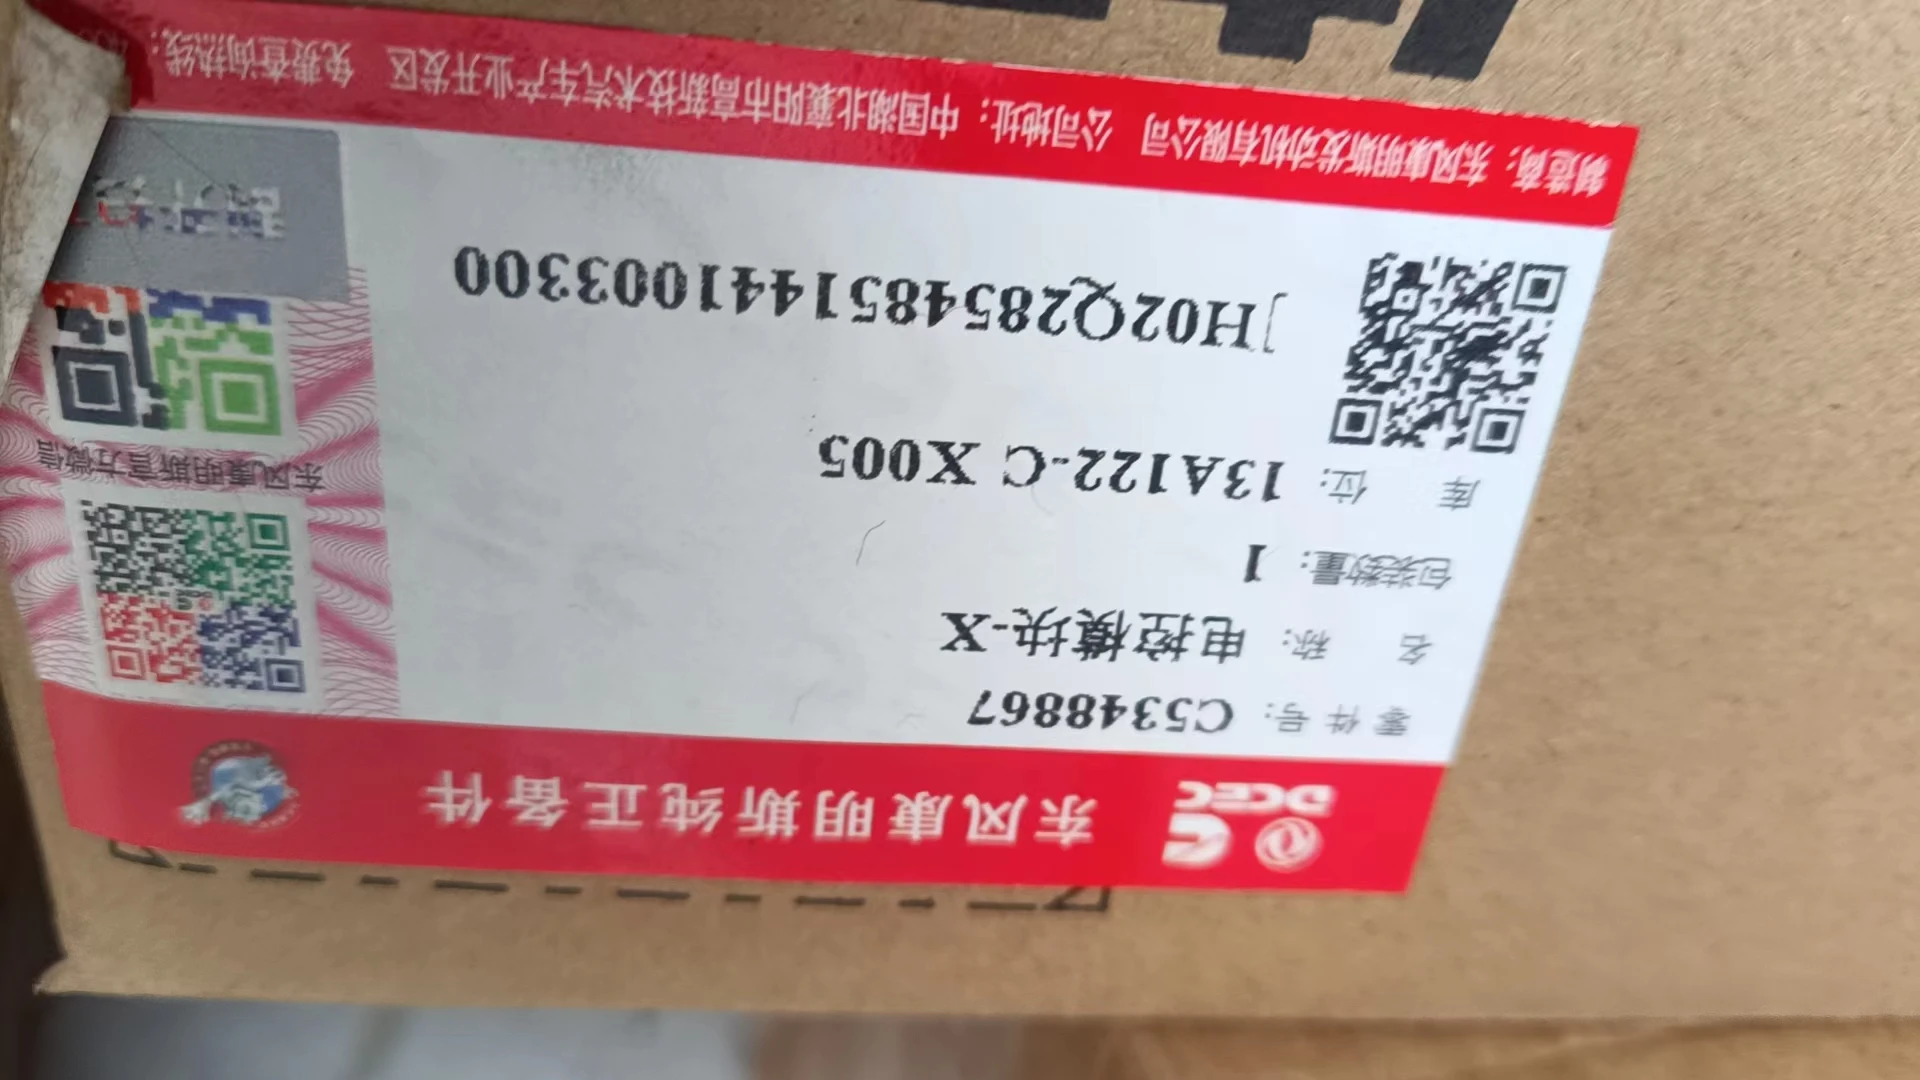 DCEC 东风康明斯纯正备件
零件号: C5348867
名 称: 电控模块-X
包装数量: 1
库 位: 13A122-C X005
JH02Q2854851441003300
东风康明斯官方微信
制造商: 东风康明斯发动机有限公司 公司地址: 中国湖北襄阳市高新技术汽车产业开发区 免费查询热线: